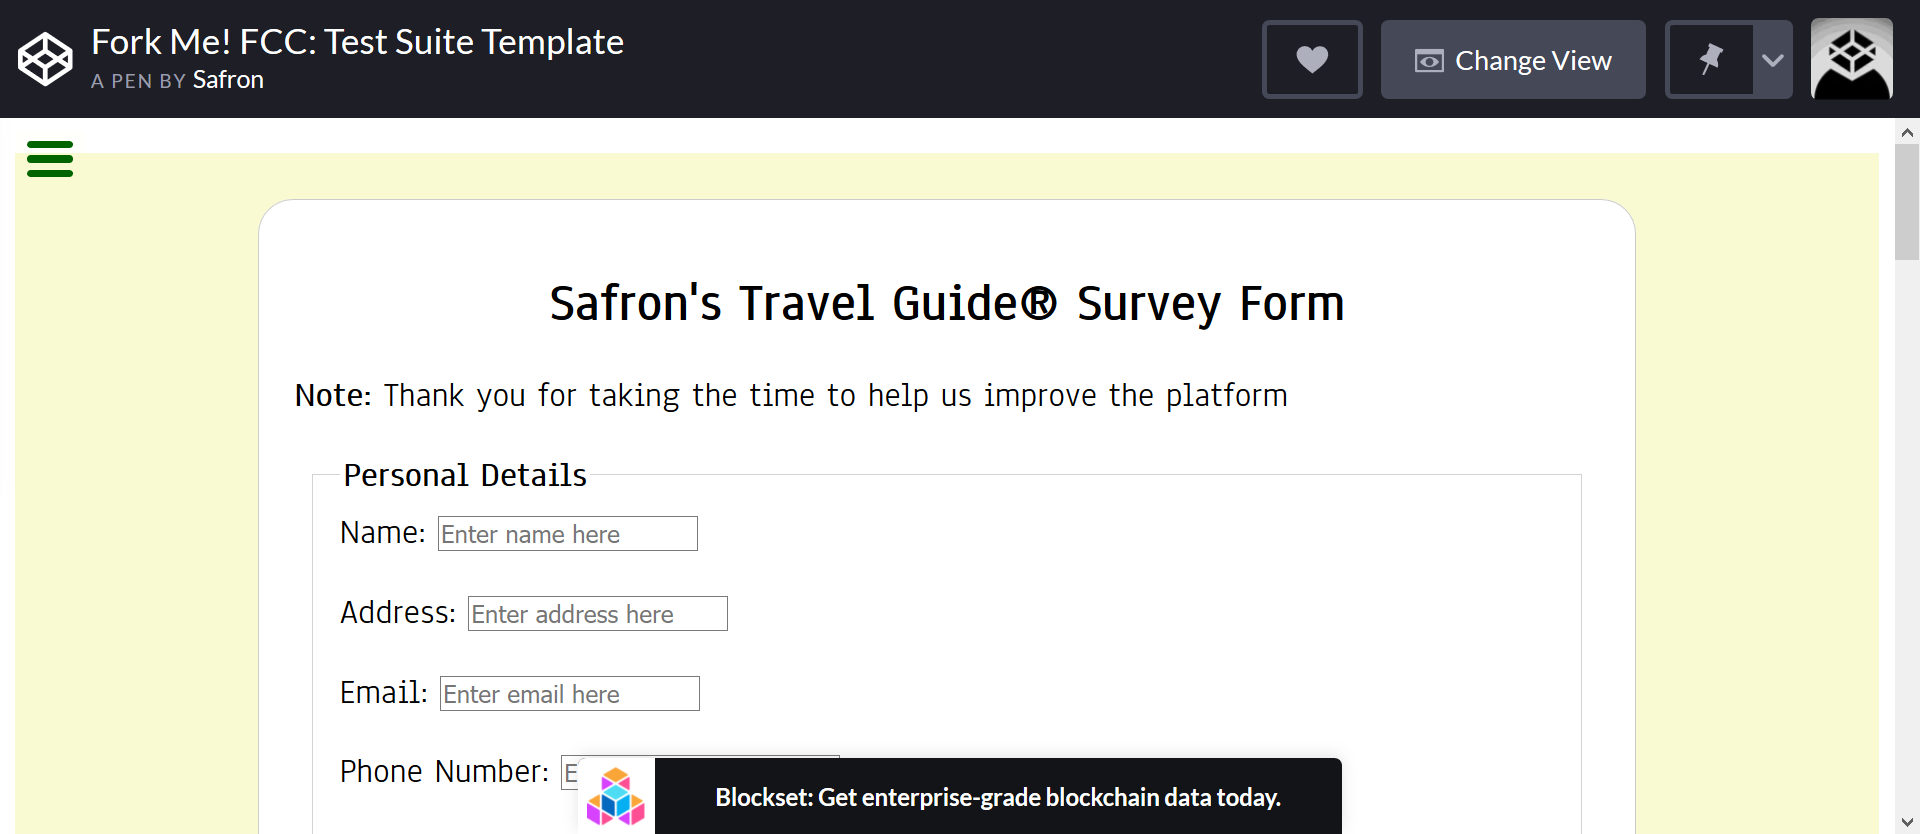 Fork Me! FCC: Test Suite Template
A PEN BY Safron
Change View
Safron's Travel Guide® Survey Form
Note: Thank you for taking the time to help us improve the platform
Personal Details
Name: Enter name here
Address: Enter address here
Email: Enter email here
Phone Number:
Blockset: Get enterprise-grade blockchain data today.